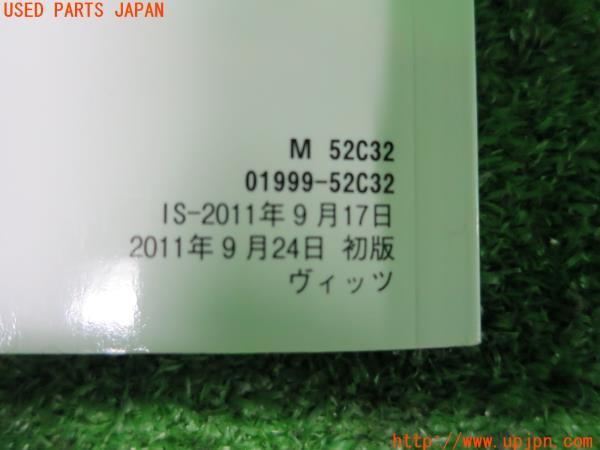 USED PARTS JAPAN
M 52C32
01999-52C32
IS-2011年9月17日
2011年9月24日 初版
ヴィッツ
http://www.upjpn.com/